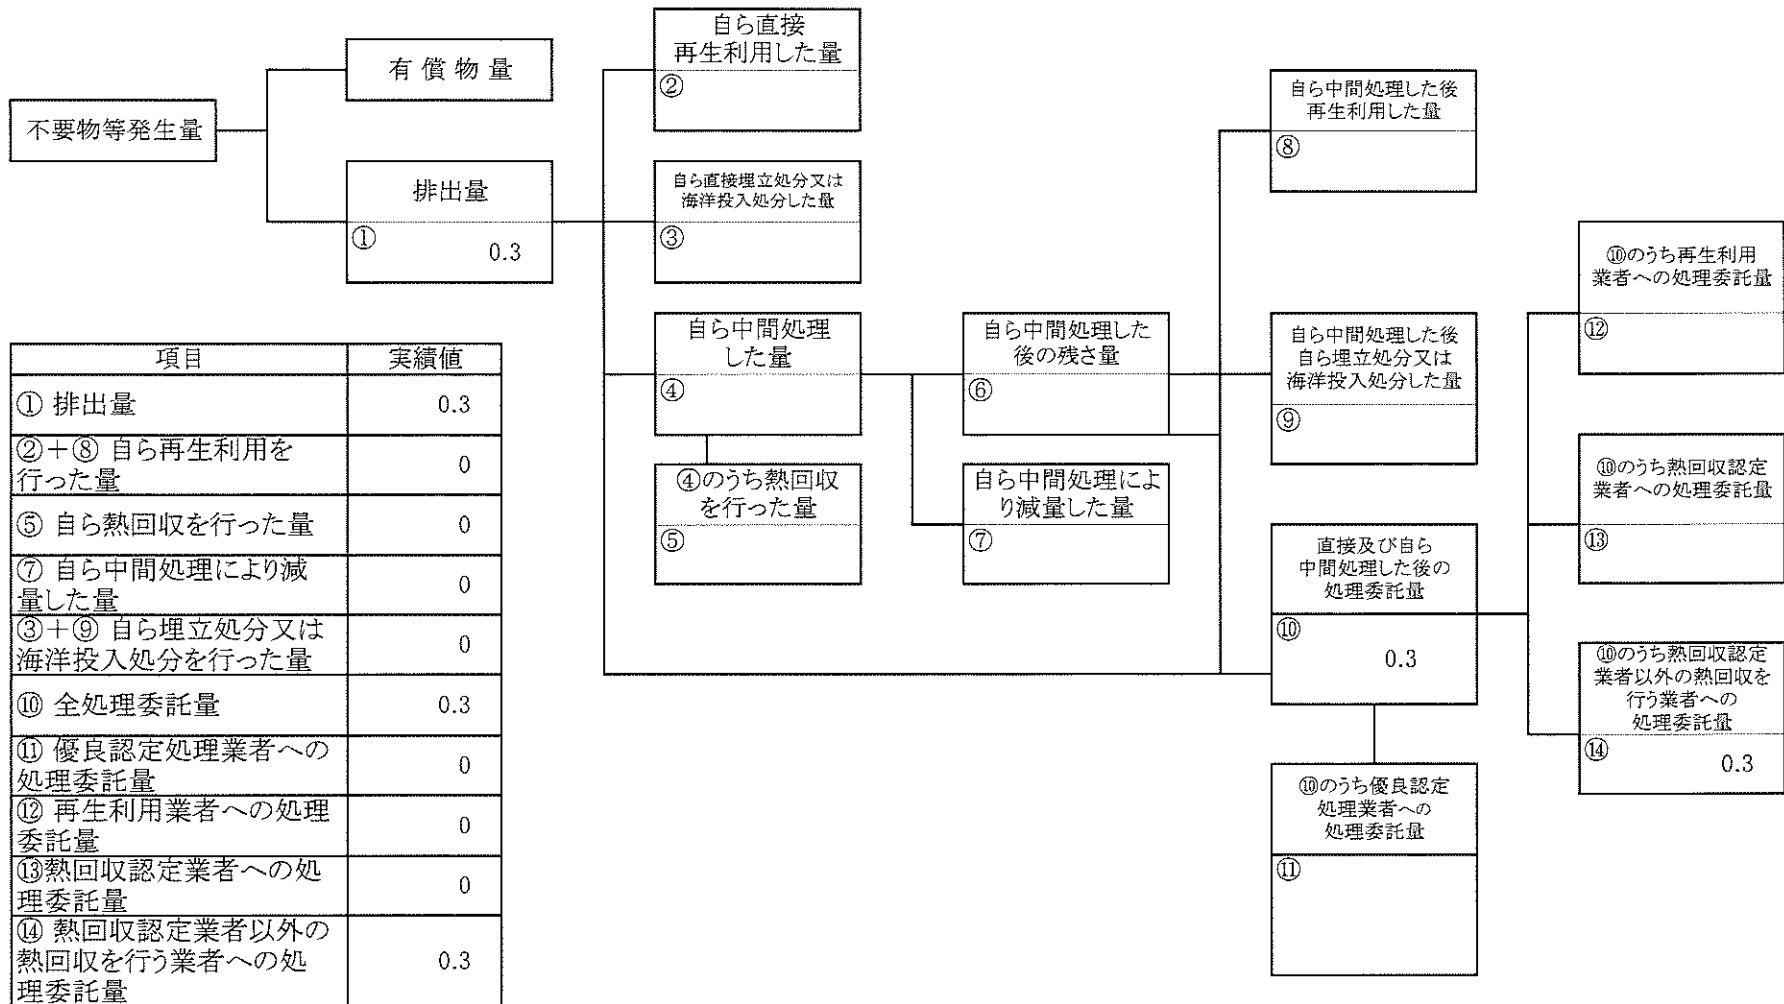 不要物等発生量
有償物量
排出量
①
0.3
自ら直接
再生利用した量
②
自ら直接埋立処分又は
海洋投入処分した量
③
自ら中間処理
した量
④
④のうち熱回収
を行った量
⑤
自ら中間処理した
後の残さ量
⑥
自ら中間処理によ
り減量した量
⑦
自ら中間処理した後
再生利用した量
⑧
自ら中間処理した後
自ら埋立処分又は
海洋投入処分した量
⑨
直接及び自ら
中間処理した後の
処理委託量
⑩
0.3
⑩のうち優良認定
処理業者への
処理委託量
⑪
⑩のうち再生利用
業者への処理委託量
⑫
⑩のうち熱回収認定
業者への処理委託量
⑬
⑩のうち熱回収認定
業者以外の熱回収を
行う業者への
処理委託量
⑭
0.3
項目 実績値
① 排出量 0.3
②+⑧ 自ら再生利用を
行った量 0
⑤ 自ら熱回収を行った量 0
⑦ 自ら中間処理により減
量した量 0
③+⑨ 自ら埋立処分又は
海洋投入処分を行った量 0
⑩ 全処理委託量 0.3
⑪ 優良認定処理業者への
処理委託量 0
⑫ 再生利用業者への処理
委託量 0
⑬熱回収認定業者への処
理委託量 0
⑭ 熱回収認定業者以外の
熱回収を行う業者への処 0.3
理委託量